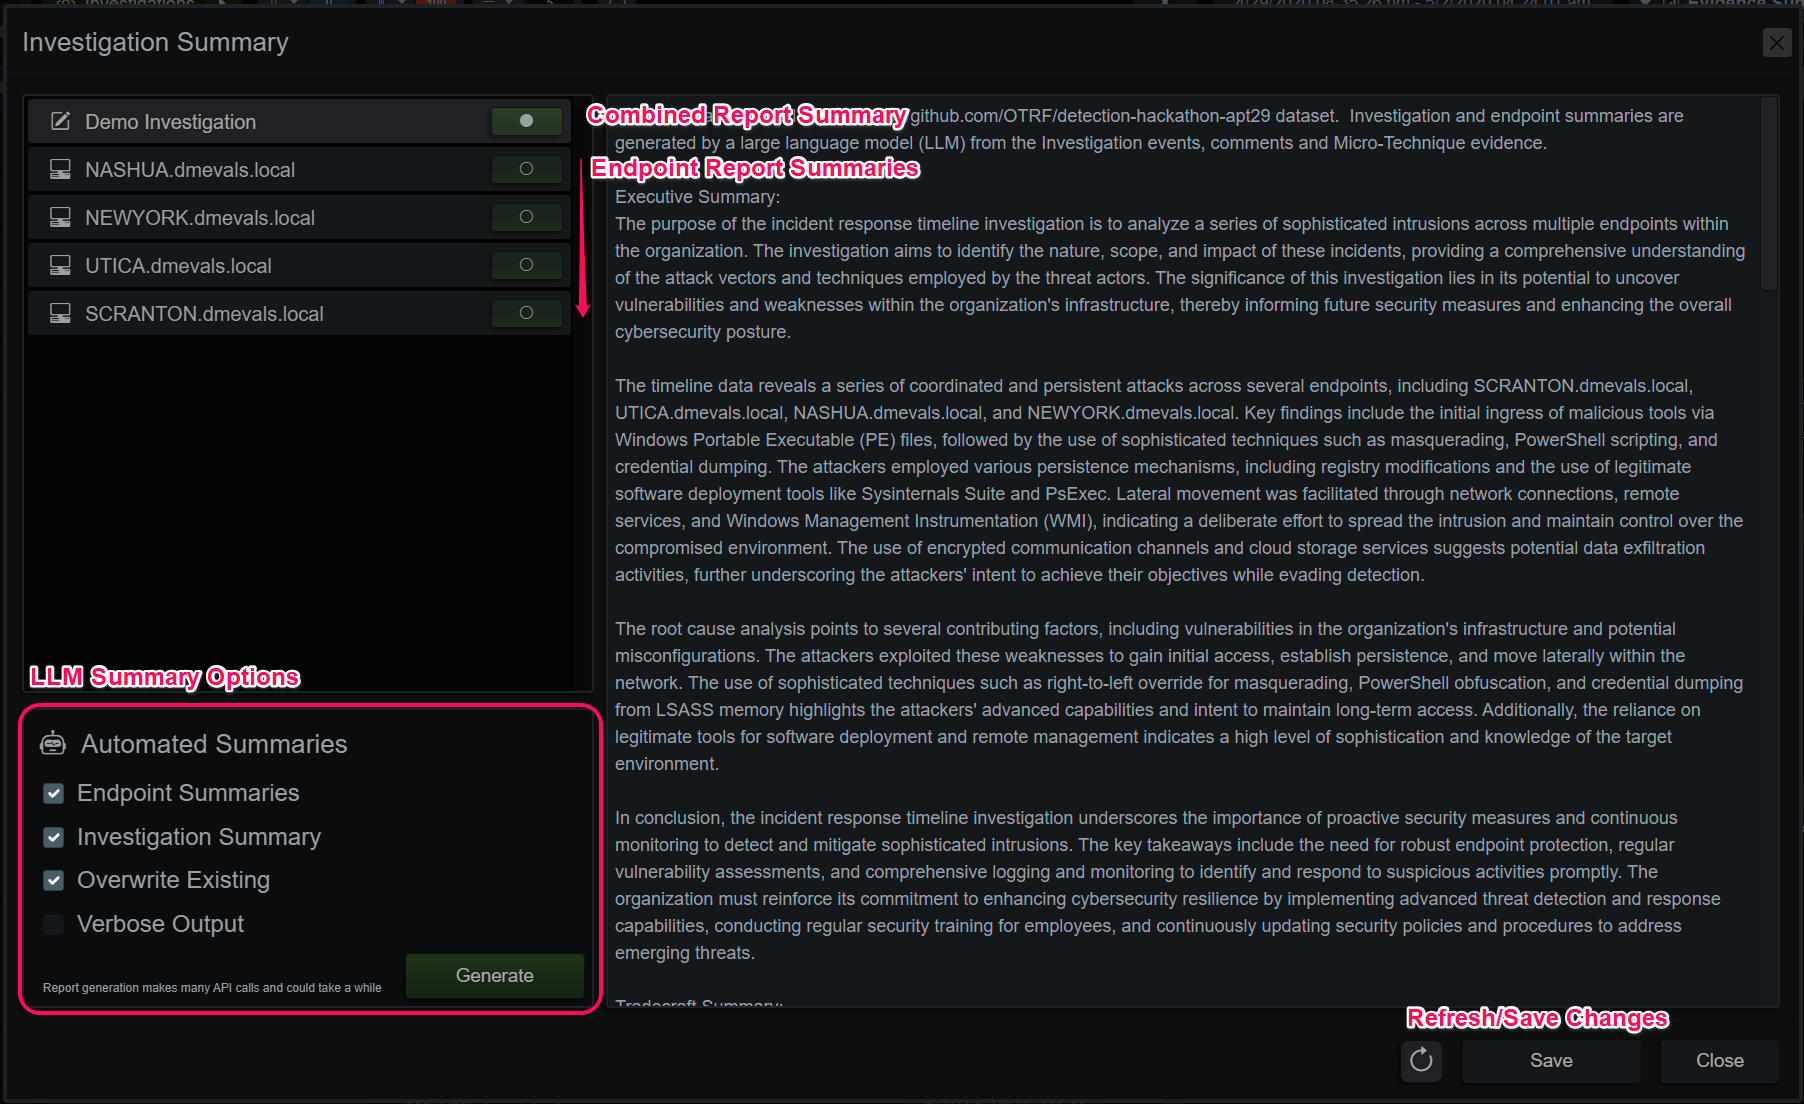 Investigations
4/29/2020 08:35:26 pm - 5/2/2020 04:24:01 am
Investigation Summary
Demo Investigation
NASHUA.dmevals.local
NEWYORK.dmevals.local
UTICA.dmevals.local
SCRANTON.dmevals.local
Combined Report Summary
Endpoint Report Summaries
github.com/OTRF/detection-hackathon-apt29 dataset.  Investigation and endpoint summaries are
generated by a large language model (LLM) from the Investigation events, comments and Micro-Technique evidence.
Executive Summary:
The purpose of the incident response timeline investigation is to analyze a series of sophisticated intrusions across multiple endpoints within
the organization. The investigation aims to identify the nature, scope, and impact of these incidents, providing a comprehensive understanding
of the attack vectors and techniques employed by the threat actors. The significance of this investigation lies in its potential to uncover
vulnerabilities and weaknesses within the organization's infrastructure, thereby informing future security measures and enhancing the overall
cybersecurity posture.
The timeline data reveals a series of coordinated and persistent attacks across several endpoints, including SCRANTON.dmevals.local,
UTICA.dmevals.local, NASHUA.dmevals.local, and NEWYORK.dmevals.local. Key findings include the initial ingress of malicious tools via
Windows Portable Executable (PE) files, followed by the use of sophisticated techniques such as masquerading, PowerShell scripting, and
credential dumping. The attackers employed various persistence mechanisms, including registry modifications and the use of legitimate
software deployment tools like Sysinternals Suite and PsExec. Lateral movement was facilitated through network connections, remote
services, and Windows Management Instrumentation (WMI), indicating a deliberate effort to spread the intrusion and maintain control over the
compromised environment. The use of encrypted communication channels and cloud storage services suggests potential data exfiltration
activities, further underscoring the attackers' intent to achieve their objectives while evading detection.
The root cause analysis points to several contributing factors, including vulnerabilities in the organization's infrastructure and potential
misconfigurations. The attackers exploited these weaknesses to gain initial access, establish persistence, and move laterally within the
network. The use of sophisticated techniques such as right-to-left override for masquerading, PowerShell obfuscation, and credential dumping
from LSASS memory highlights the attackers' advanced capabilities and intent to maintain long-term access. Additionally, the reliance on
legitimate tools for software deployment and remote management indicates a high level of sophistication and knowledge of the target
environment.
In conclusion, the incident response timeline investigation underscores the importance of proactive security measures and continuous
monitoring to detect and mitigate sophisticated intrusions. The key takeaways include the need for robust endpoint protection, regular
vulnerability assessments, and comprehensive logging and monitoring to identify and respond to suspicious activities promptly. The
organization must reinforce its commitment to enhancing cybersecurity resilience by implementing advanced threat detection and response
capabilities, conducting regular security training for employees, and continuously updating security policies and procedures to address
emerging threats.
Tradecraft Summary:
LLM Summary Options
Automated Summaries
Endpoint Summaries
Investigation Summary
Overwrite Existing
Verbose Output
Report generation makes many API calls and could take a while
Generate
Refresh/Save Changes
Save
Close